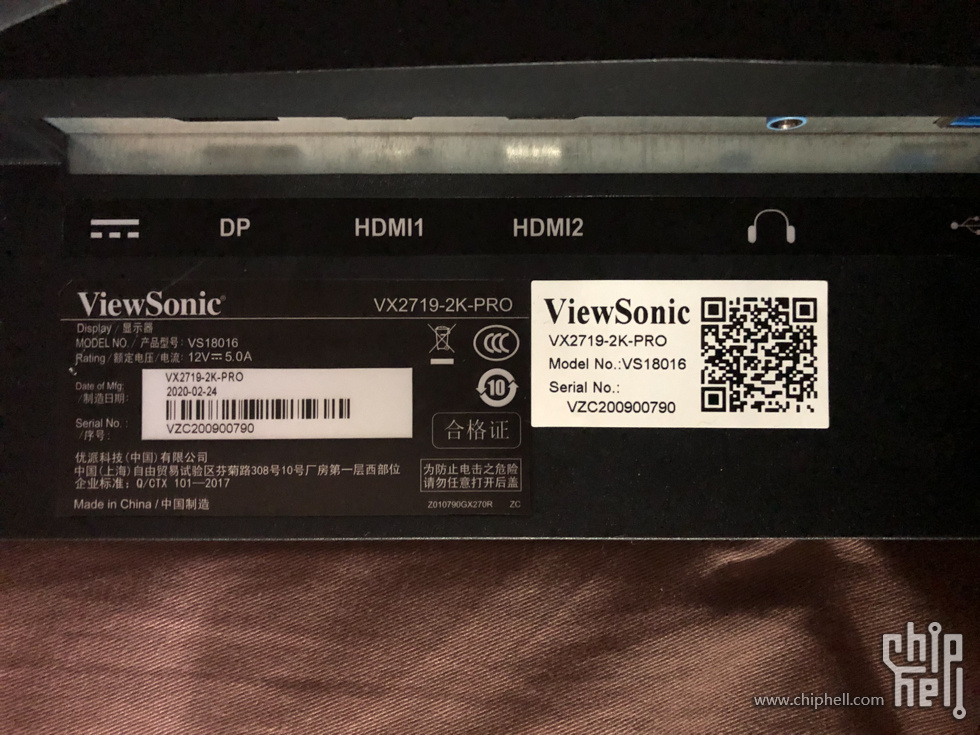 DP
HDMI1
HDMI2
ViewSonic®
VX2719-2K-PRO
Display / 显示器
MODEL NO. / 产品型号: VS18016
Rating / 额定电压/电流: 12V⎓5.0A
Date of Mfg:
/制造日期:
VX2719-2K-PRO
2020-02-24
Serial No. :
/序号:
VZC200900790
10
合格证
优派科技(中国)有限公司
中国(上海)自由贸易试验区芬菊路308号10号厂房第一层西部位
企业标准: Q/CTX 101—2017
Made in China / 中国制造
为防止电击之危险
请勿任意打开后盖
Z010790GX270R
ZC
ViewSonic
VX2719-2K-PRO
Model No.:VS18016
Serial No.:
VZC200900790
www.chiphell.com
chip
hell